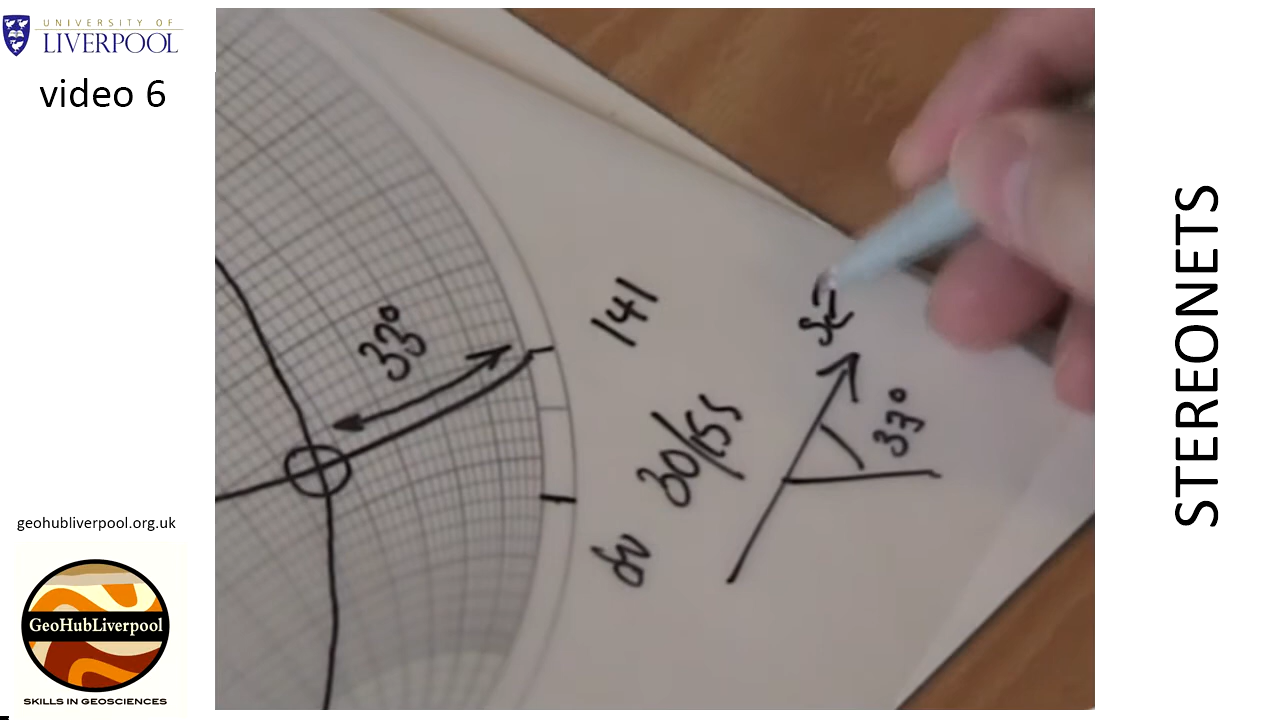 UNIVERSITY OF
LIVERPOOL
video 6
STEREONETS
33°
141
30/155
33°
geohubliverpool.org.uk
GeoHubLiverpool
SKILLS IN GEOSCIENCES